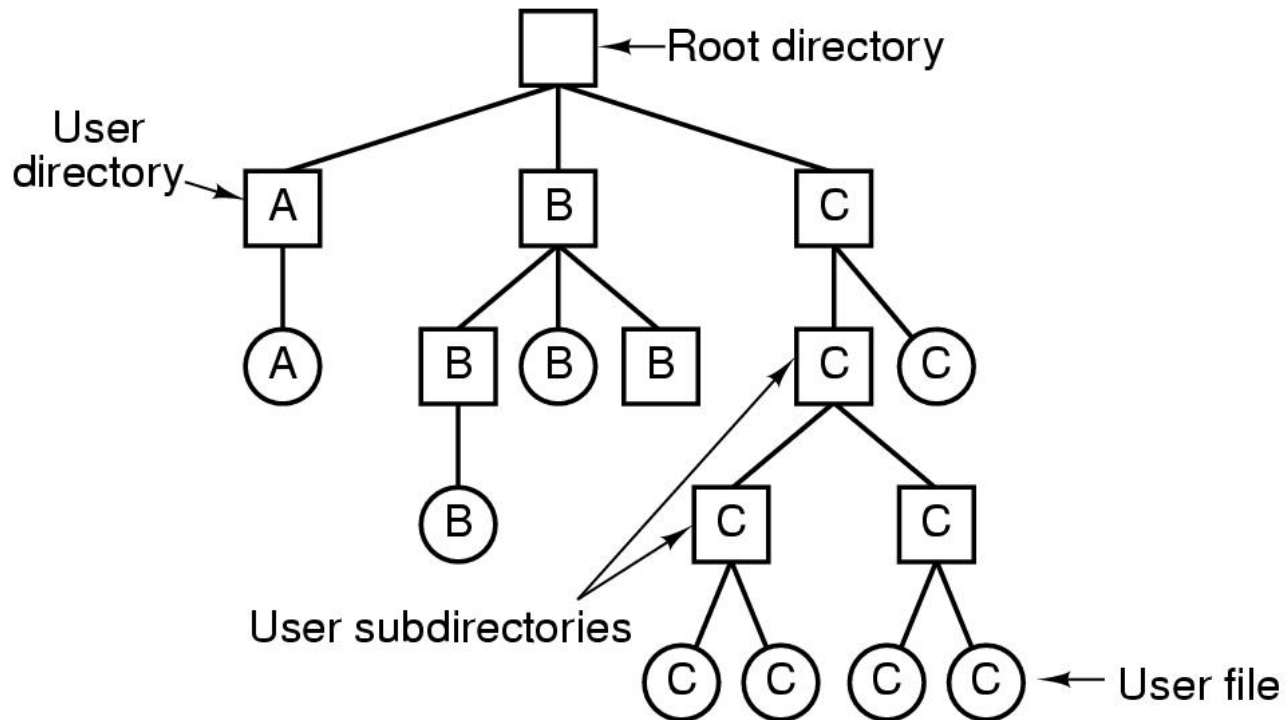 Root directory
User
directory
A
B
C
A
B
B
B
C
C
B
C
C
User subdirectories
C
C
C
C
User file